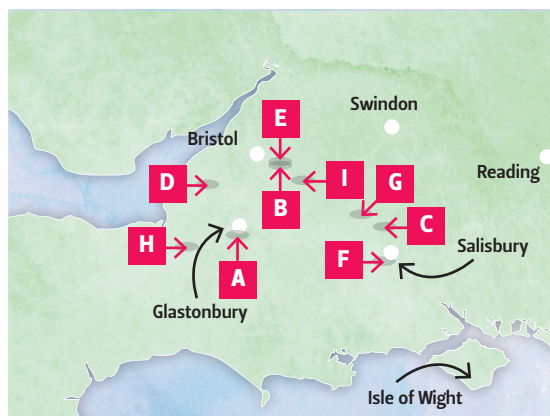 Swindon
E
Bristol
Reading
D
I
G
B
C
H
A
F
Salisbury
Glastonbury
Isle of Wight